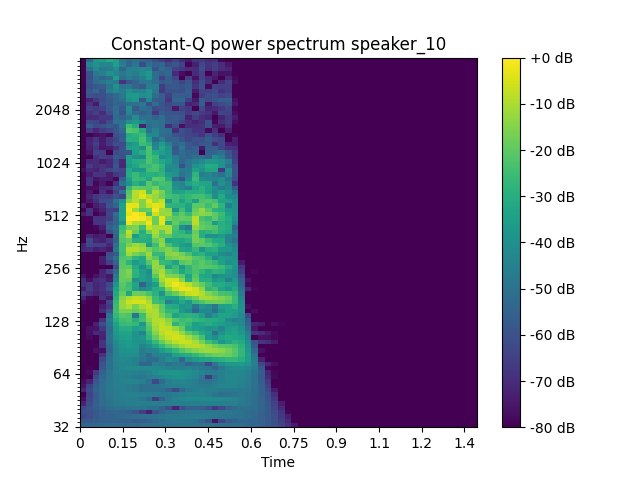 Constant-Q power spectrum speaker_10
Hz
2048
1024
512
256
128
64
32
0 0.15 0.3 0.45 0.6 0.75 0.9 1.1 1.2 1.4
Time
+0 dB
-10 dB
-20 dB
-30 dB
-40 dB
-50 dB
-60 dB
-70 dB
-80 dB